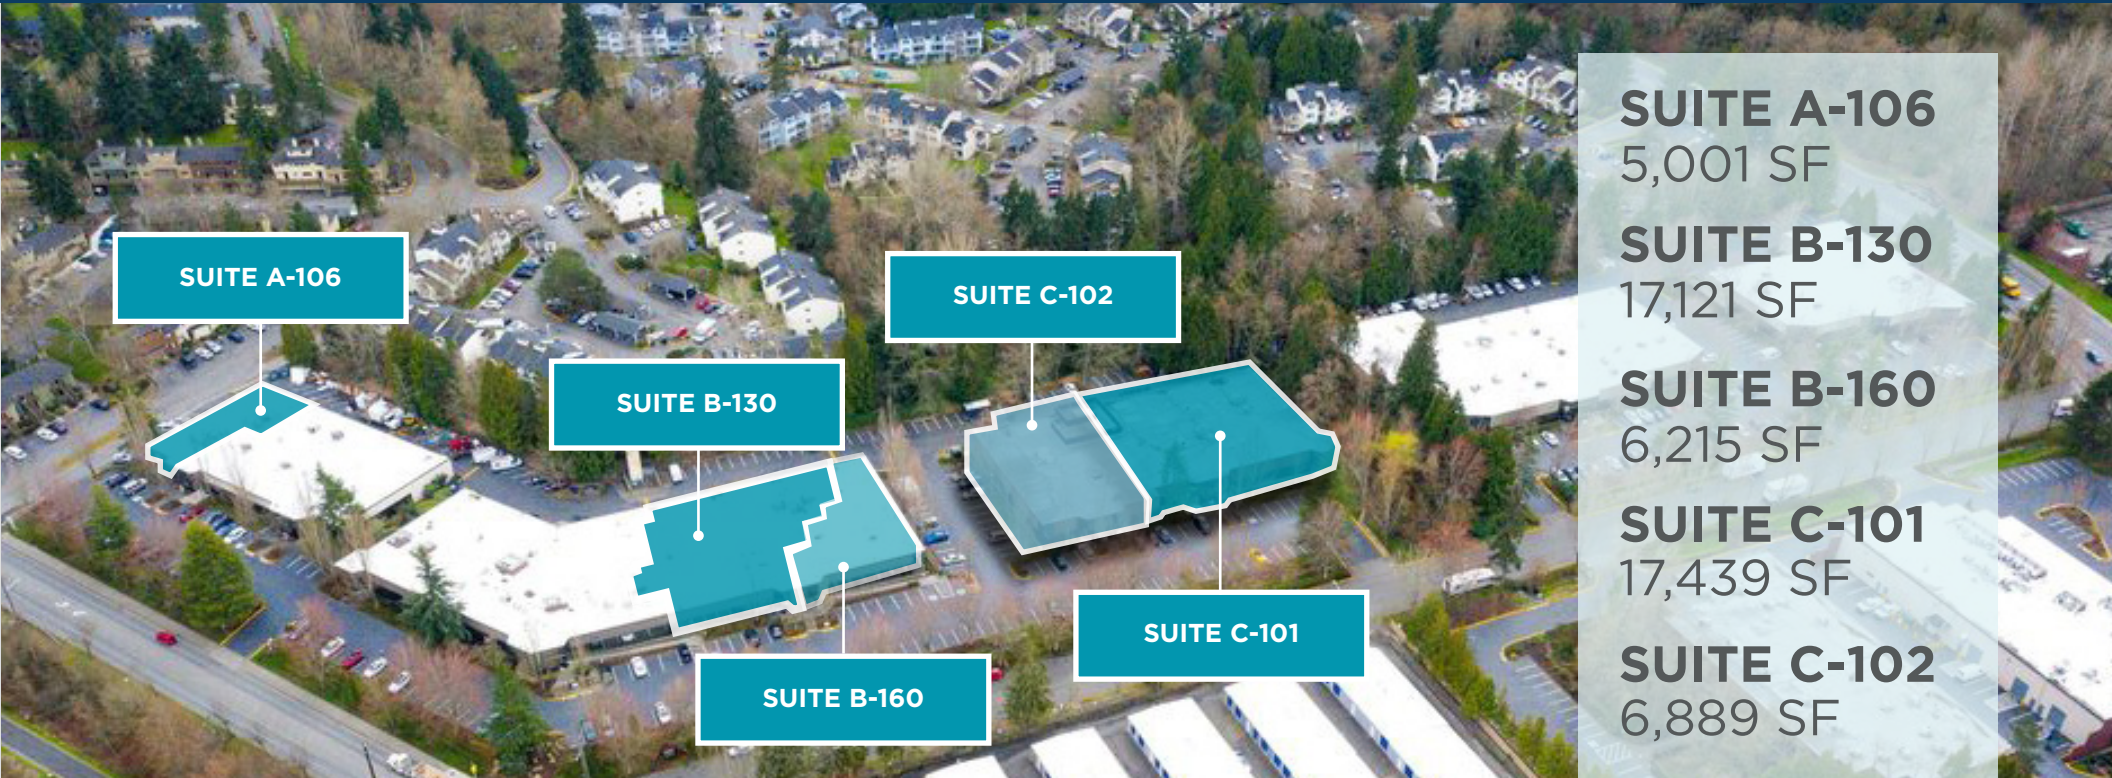 SUITE A-106
SUITE C-102
SUITE B-130
SUITE C-101
SUITE B-160
SUITE A-106
5,001 SF
SUITE B-130
17,121 SF
SUITE B-160
6,215 SF
SUITE C-101
17,439 SF
SUITE C-102
6,889 SF